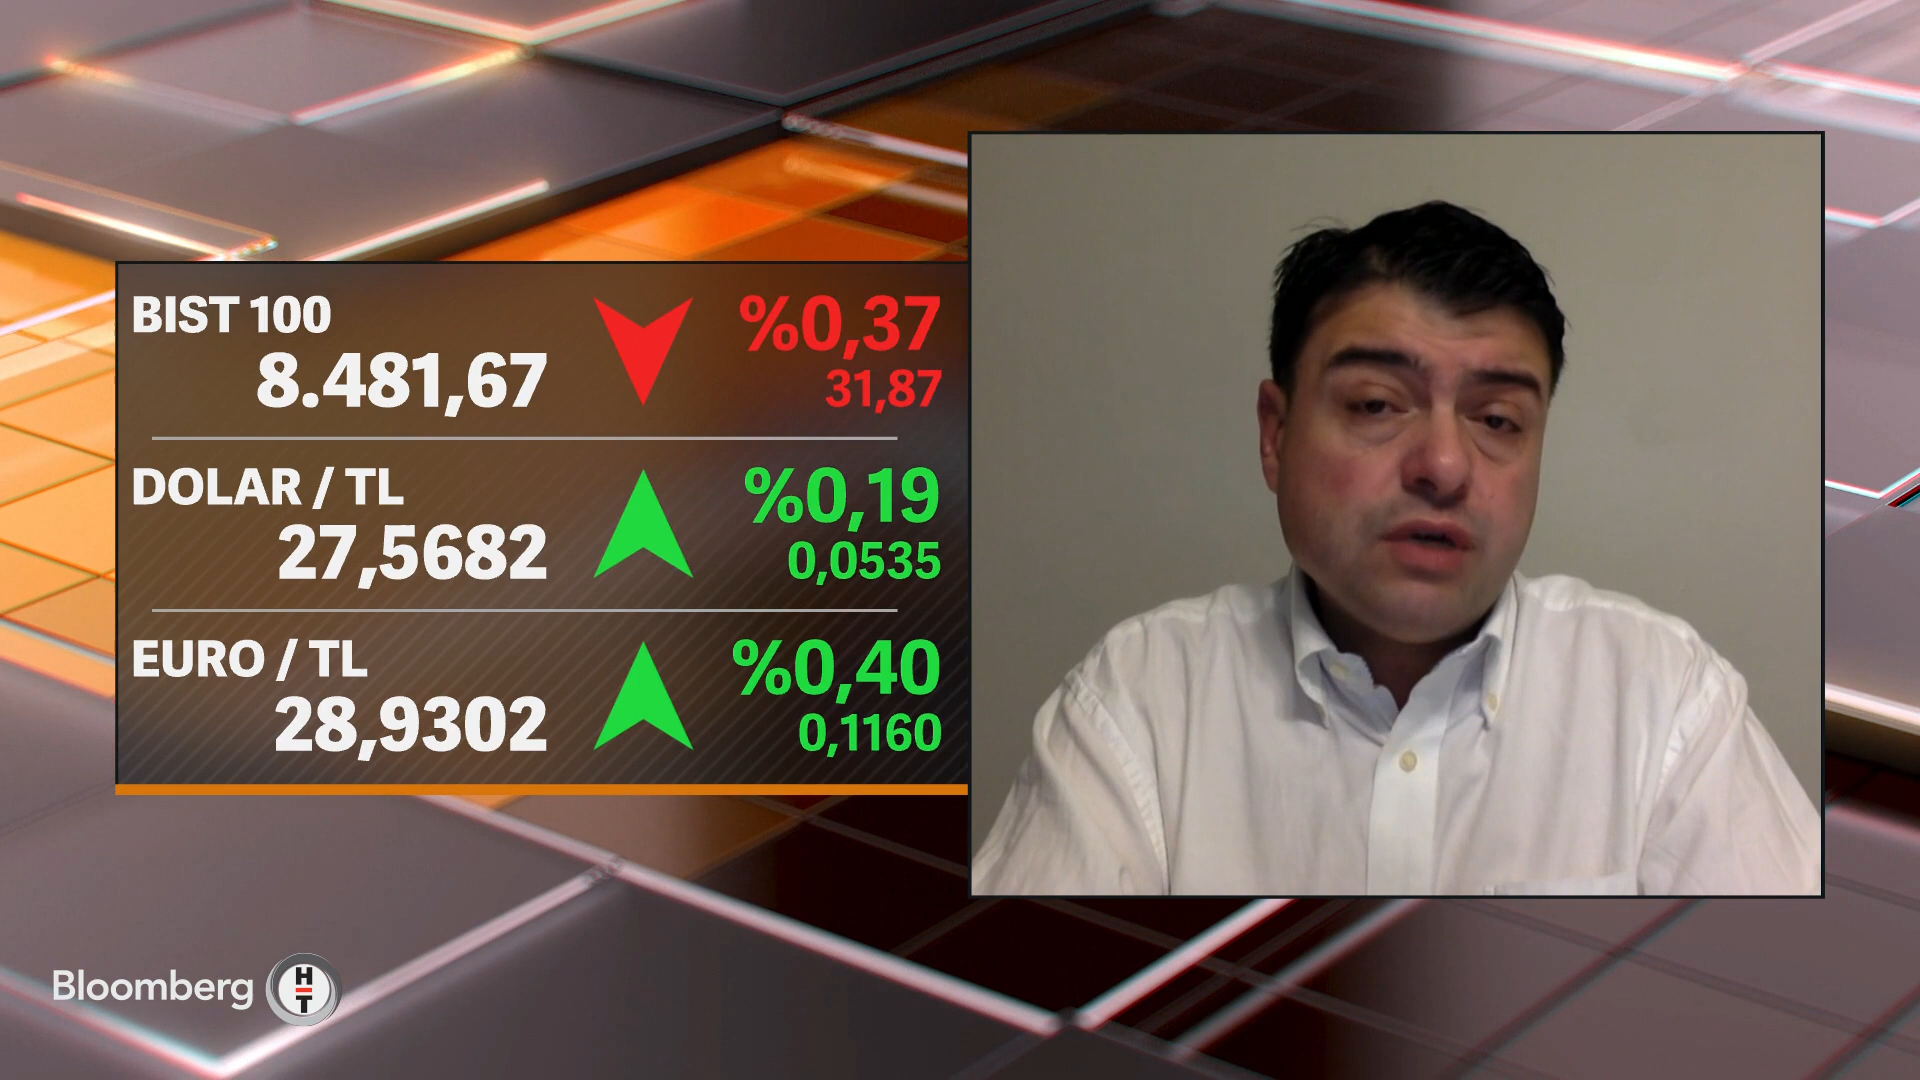 BIST 100
8.481,67
%0,37
31,87
DOLAR / TL
27,5682
%0,19
0,0535
EURO / TL
28,9302
%0,40
0,1160
Bloomberg HT